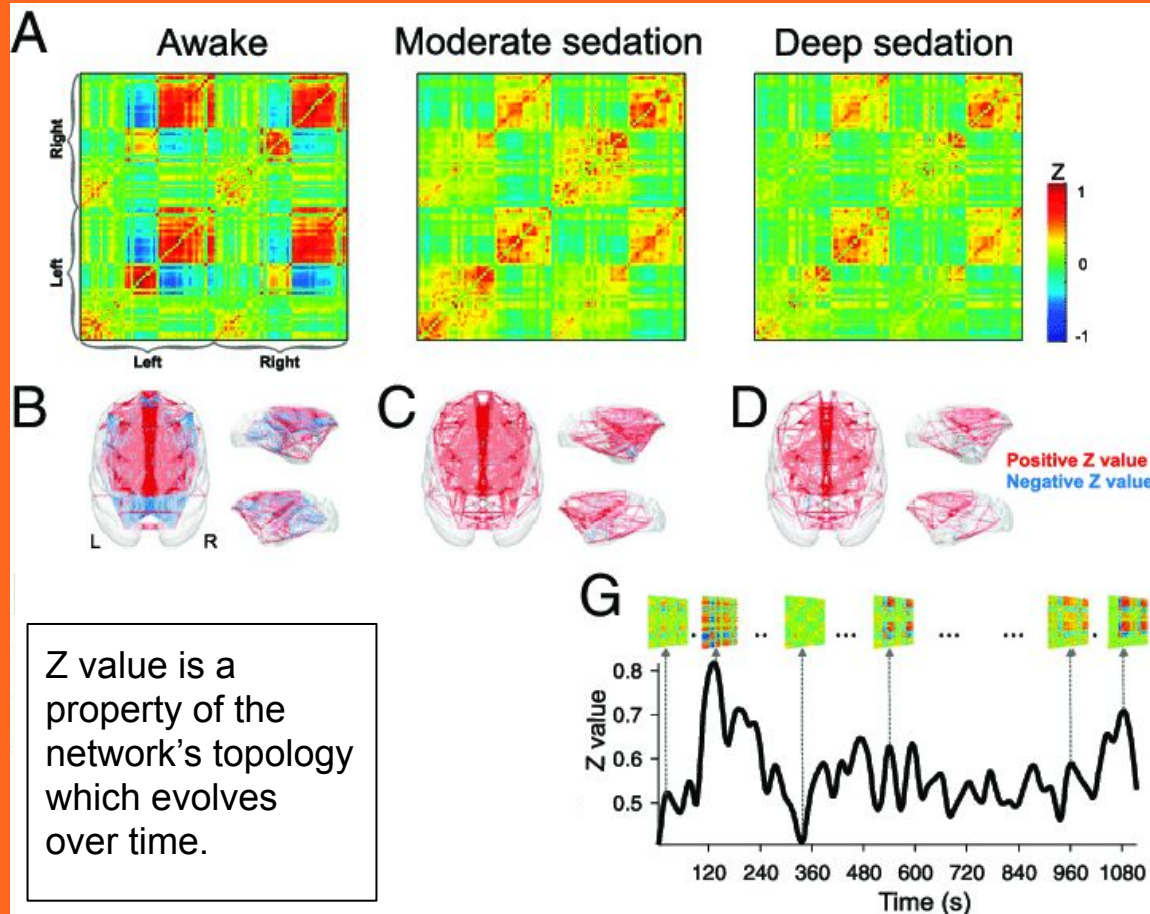 A
Awake
Moderate sedation
Deep sedation
Right
Left
Left
Right
Z
1
0
-1
B
L
R
C
D
Positive Z value
Negative Z value
Z value is a
property of the
network's topology
which evolves
over time.
G
Z value
0.8
0.7
0.6
0.5
120 240 360 480 600 720 840 960 1080
Time (s)